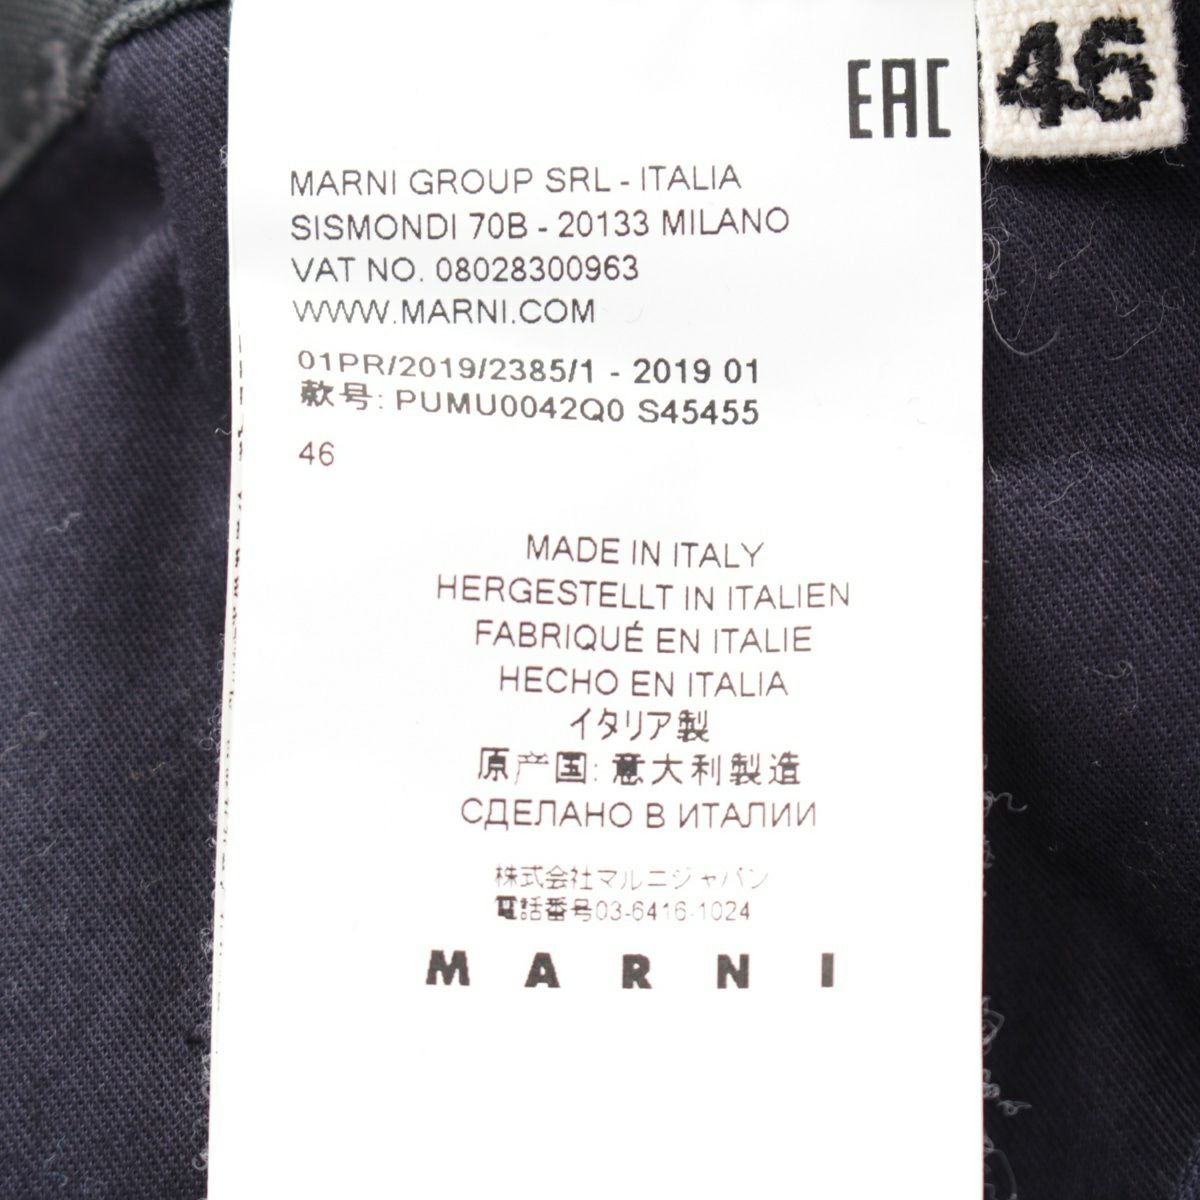 46
EAC
MARNI GROUP SRL - ITALIA
SISMONDI 70B - 20133 MILANO
VAT NO. 08028300963
WWW.MARNI.COM
01PR/2019/2385/1 - 2019 01
款号: PUMU0042Q0 S45455
46
MADE IN ITALY
HERGESTELLT IN ITALIEN
FABRIQUÉ EN ITALIE
HECHO EN ITALIA
イタリア製
原产国: 意大利製造
СДЕЛАНО В ИТАЛИИ
株式会社マルニジャパン
電話番号03-6416-1024
MARNI